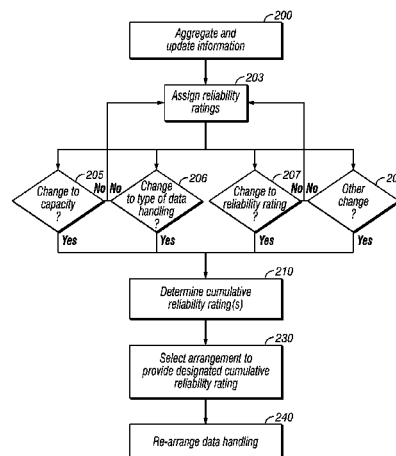 200
Aggregate and
update information
203
Assign reliability
ratings
205
Change to
capacity
?
No
Yes
206
No
Change
to type of data
handling
?
Yes
207
Change to
reliability rating
?
No
Yes
20
No
Other
change
?
Yes
210
Determine cumulative
reliability rating(s)
230
Select arrangement to
provide designated cumulative
reliability rating
240
Re-arrange data handling